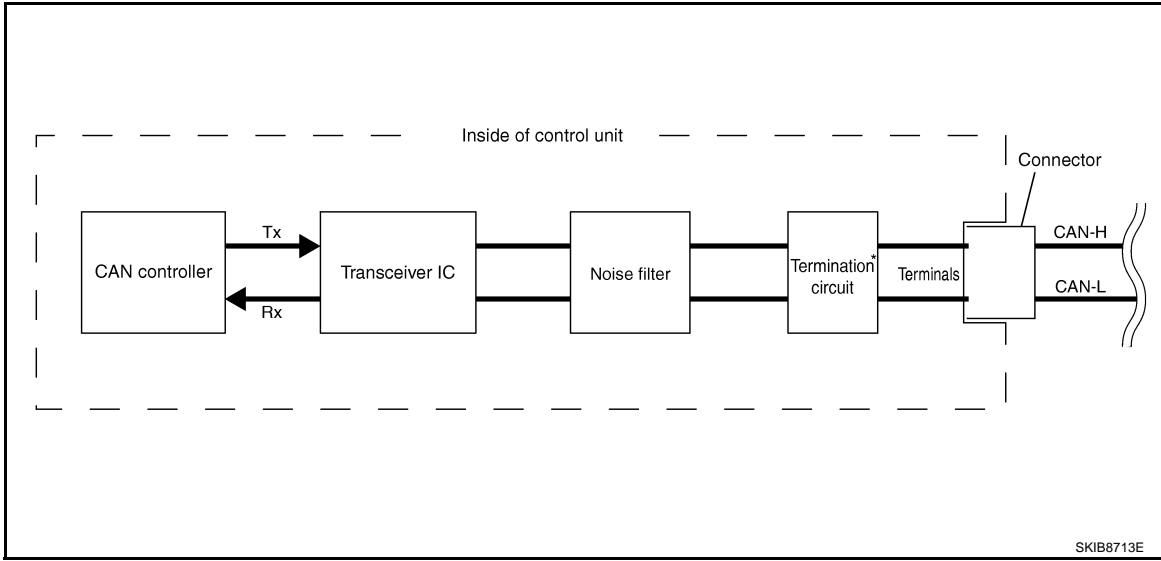 Inside of control unit
Connector
Tx
CAN-H
CAN controller
Transceiver IC
Noise filter
Termination*
circuit
Terminals
CAN-L
Rx
SKIB8713E